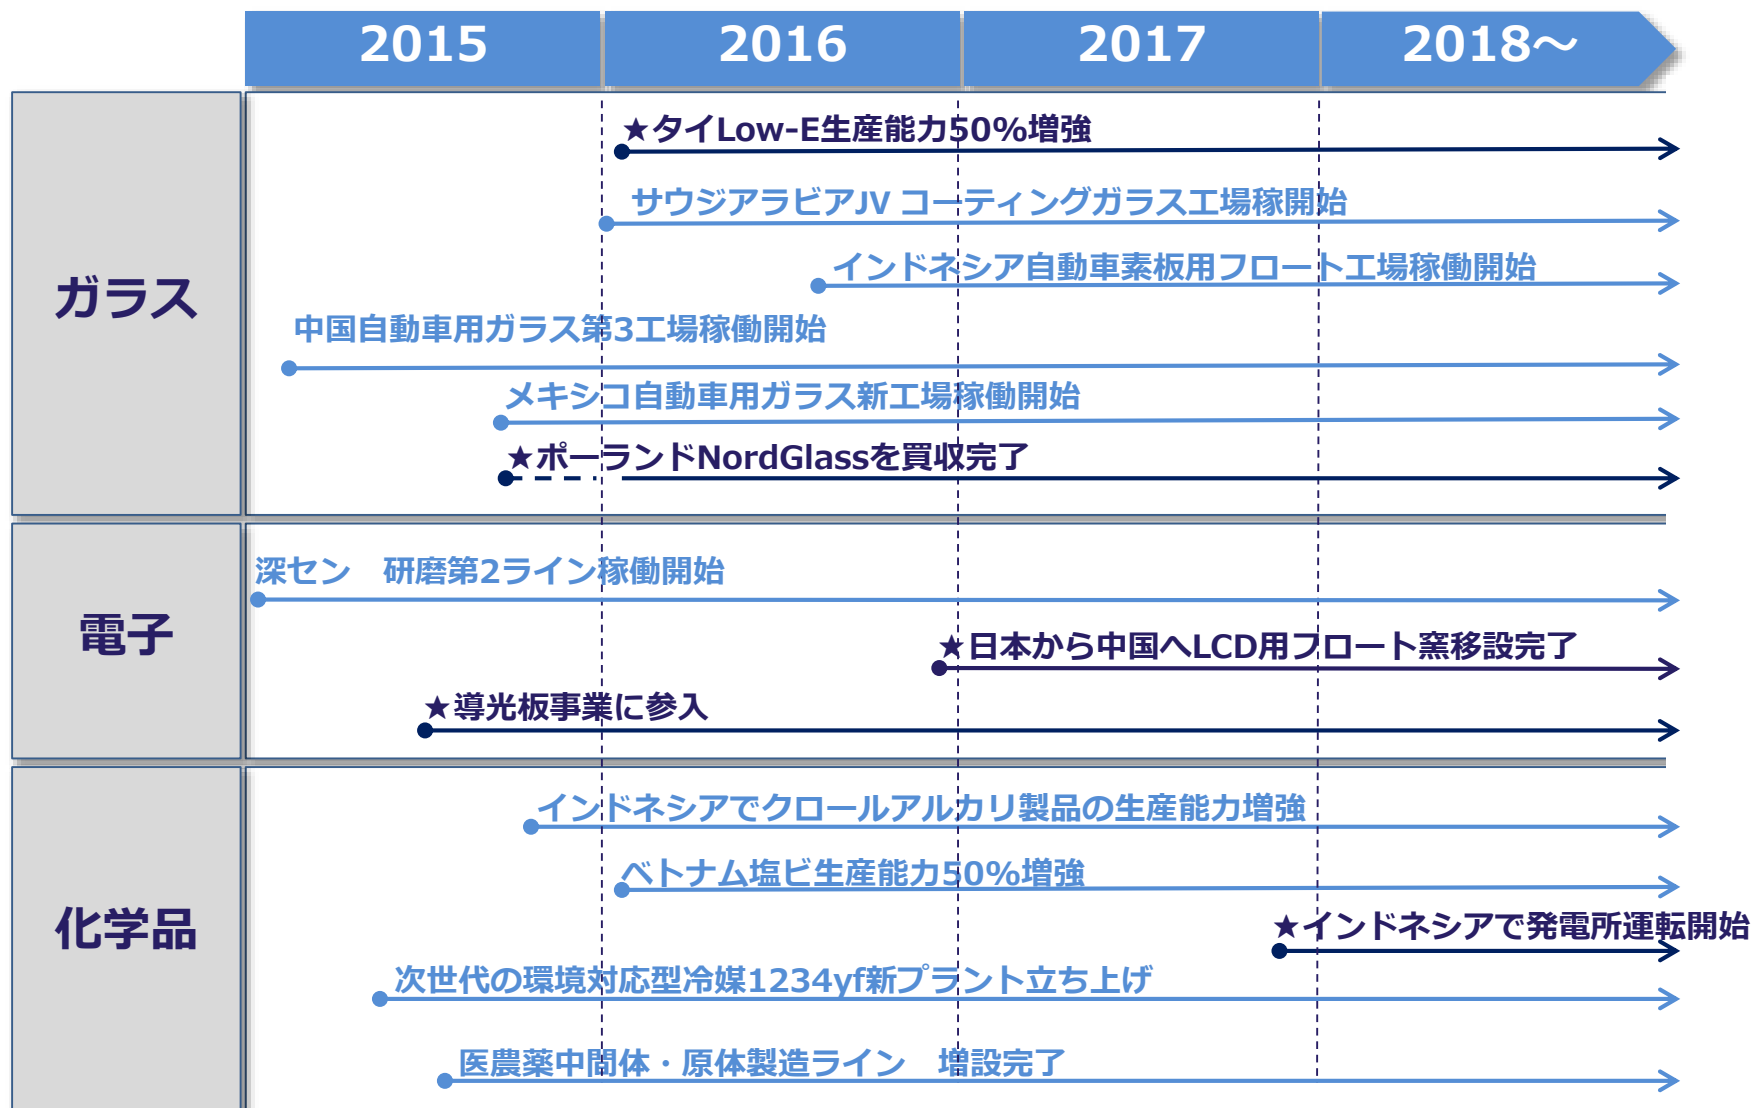 2015 2016 2017 2018～
ガラス
★タイLow-E生産能力50%増強
サウジアラビアJV コーティングガラス工場稼開始
インドネシア自動車素板用フロート工場稼働開始
中国自動車用ガラス第3工場稼働開始
メキシコ自動車用ガラス新工場稼働開始
★ポーランドNordGlassを買収完了
電子
深セン　研磨第2ライン稼働開始
★日本から中国へLCD用フロート窯移設完了
★導光板事業に参入
化学品
インドネシアでクロールアルカリ製品の生産能力増強
ベトナム塩ビ生産能力50%増強
★インドネシアで発電所運転開始
次世代の環境対応型冷媒1234yf新プラント立ち上げ
医農薬中間体・原体製造ライン　増設完了